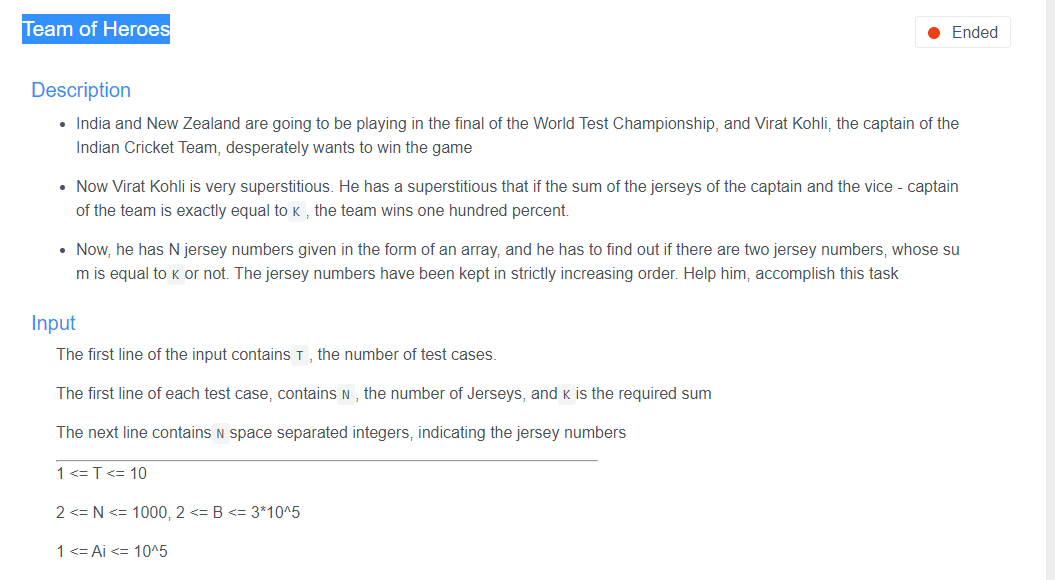 Team of Heroes
Ended
Description
• India and New Zealand are going to be playing in the final of the World Test Championship, and Virat Kohli, the captain of the
Indian Cricket Team, desperately wants to win the game
• Now Virat Kohli is very superstitious. He has a superstitious that if the sum of the jerseys of the captain and the vice - captain
of the team is exactly equal to K , the team wins one hundred percent.
• Now, he has N jersey numbers given in the form of an array, and he has to find out if there are two jersey numbers, whose su
m is equal to K or not. The jersey numbers have been kept in strictly increasing order. Help him, accomplish this task
Input
The first line of the input contains T , the number of test cases.
The first line of each test case, contains N , the number of Jerseys, and K is the required sum
The next line contains N space separated integers, indicating the jersey numbers
1 <= T <= 10
2 <= N <= 1000, 2 <= B <= 3*10^5
1 <= Ai <= 10^5